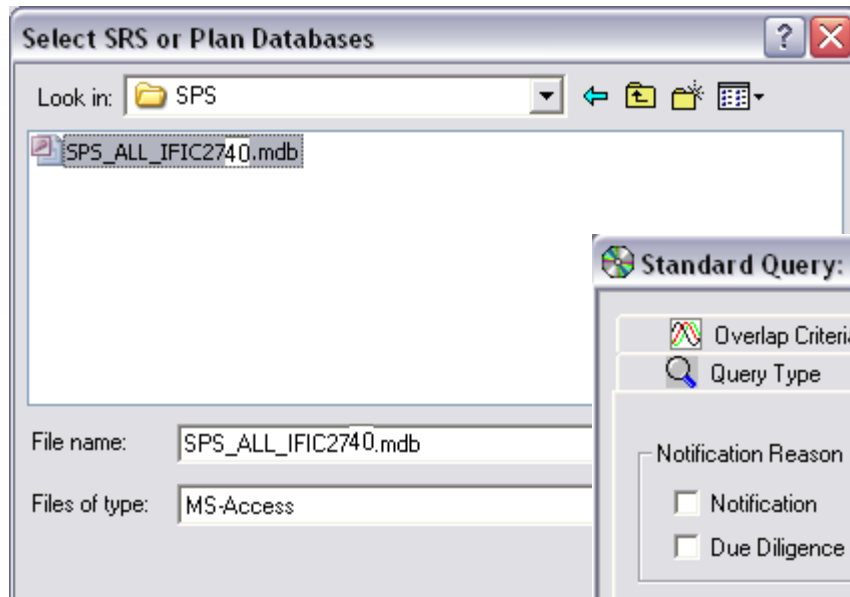 Select SRS or Plan Databases
Look in: SPS
SPS_ALL_IFIC2740.mdb
File name: SPS_ALL_IFIC2740.mdb
Files of type: MS-Access
Standard Query:
Overlap Criteria
Query Type
Notification Reason
Notification
Due Diligence